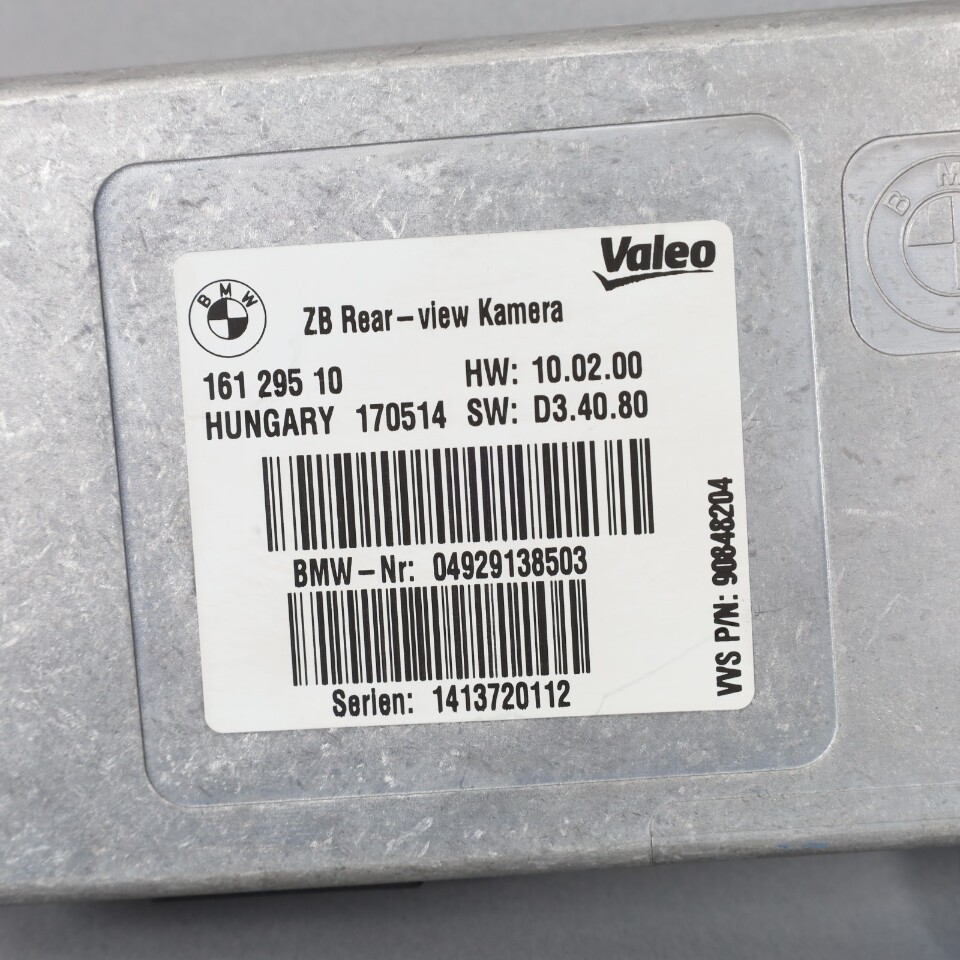 Valeo
BMW
ZB Rear-view Kamera
161 295 10 HW: 10.02.00
HUNGARY 170514 SW: D3.40.80
BMW-Nr: 04929138503
Serien: 1413720112
VVS P/N: 90848204
B M